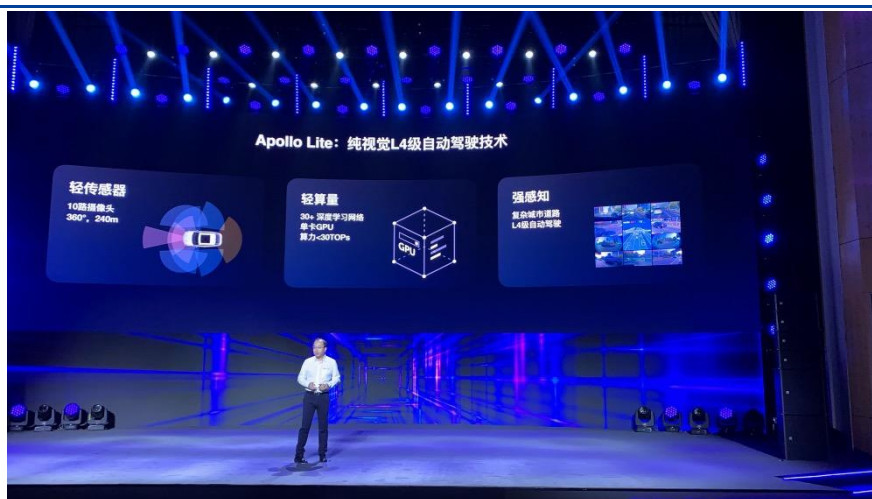 Apollo Lite：纯视觉L4级自动驾驶技术
轻传感器
10路摄像头
360°，240m
轻算量
30+ 深度学习网络
单卡GPU
算力<30TOPs
GPU
强感知
复杂城市道路
L4级自动驾驶